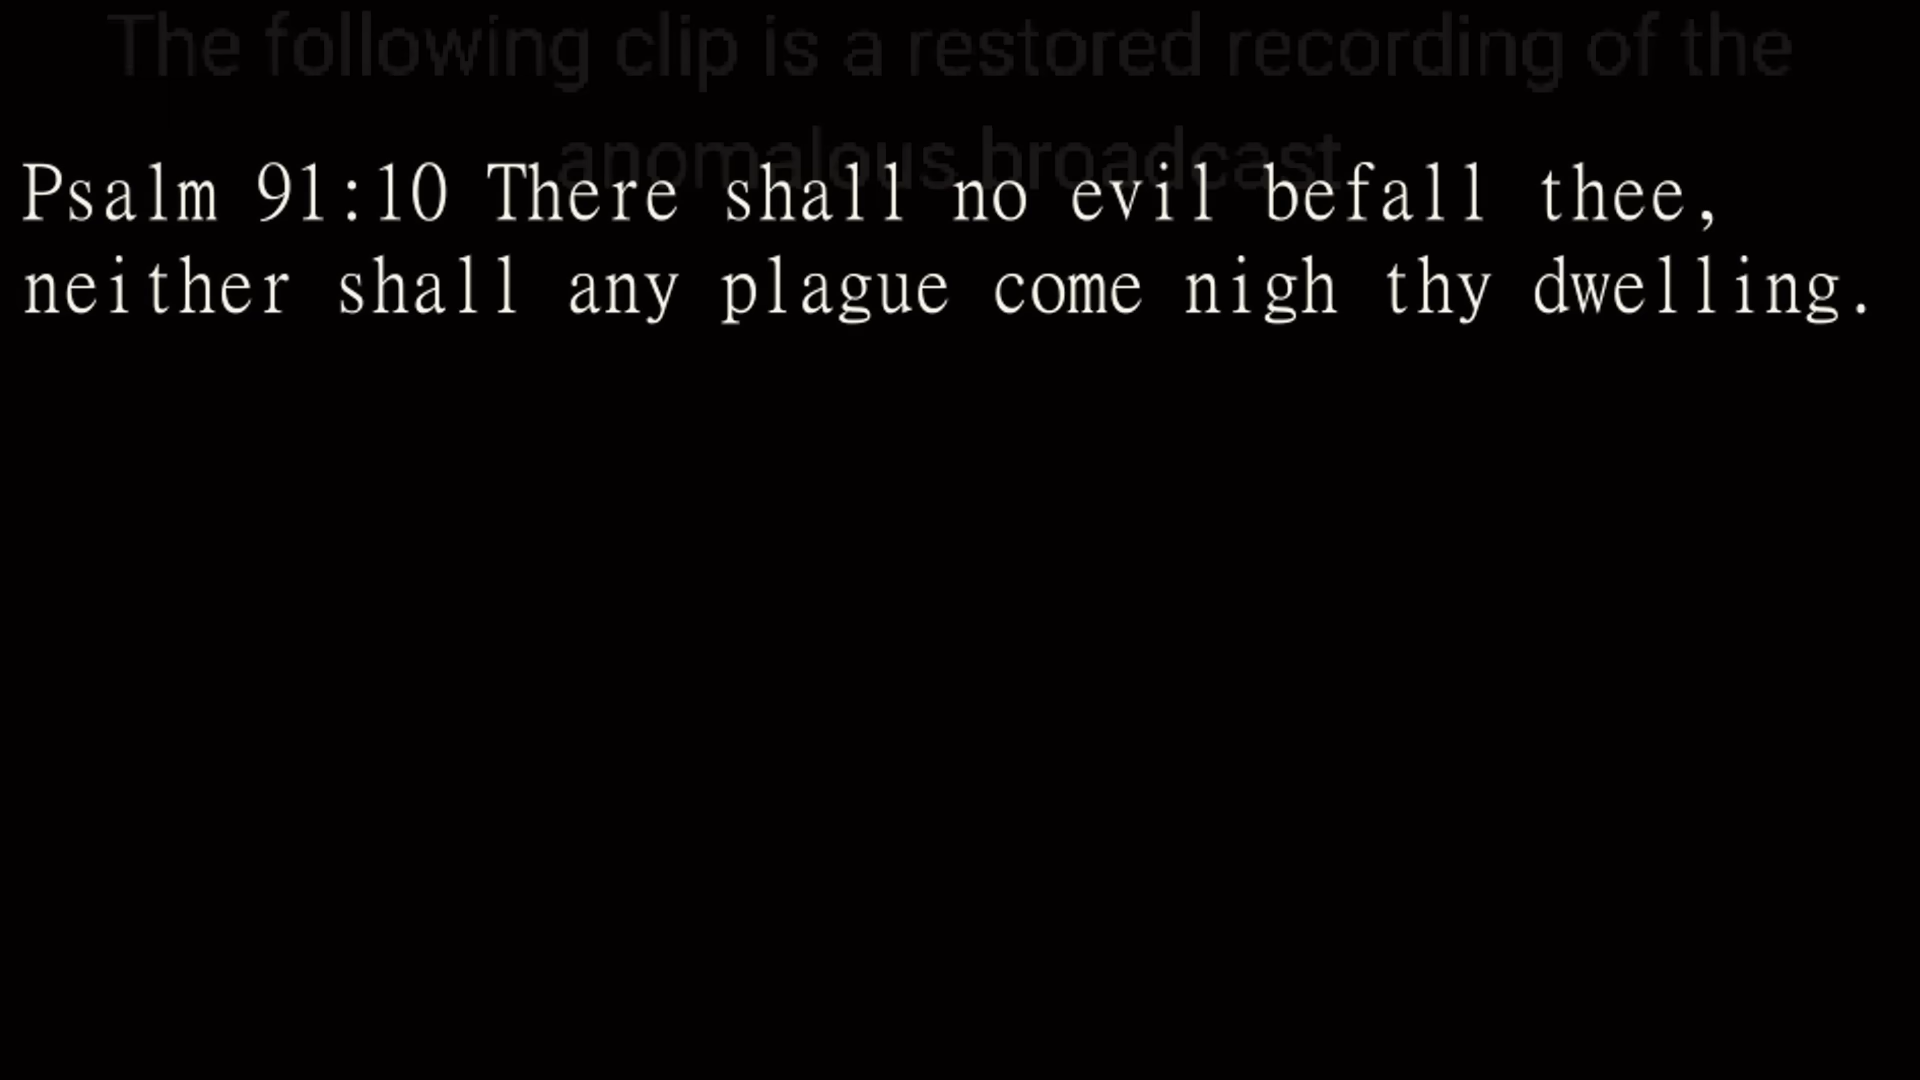 The following clip is a restored recording of the
anomalous broadcast
Psalm 91:10 There shall no evil befall thee,
neither shall any plague come nigh thy dwelling.